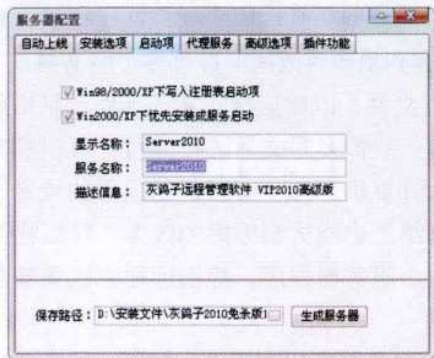 服务器配置
自动上线 安装选项 启动项 代理服务 高级选项 插件功能
Win98/2000/XP下写入注册表启动项
Win2000/XP下优先安装成服务启动
显示名称： Server2010
服务名称： Server2010
描述信息： 灰鸽子远程管理软件 VIP2010高级版
保存路径： D:\安装文件\灰鸽子2010免杀版1 生成服务器